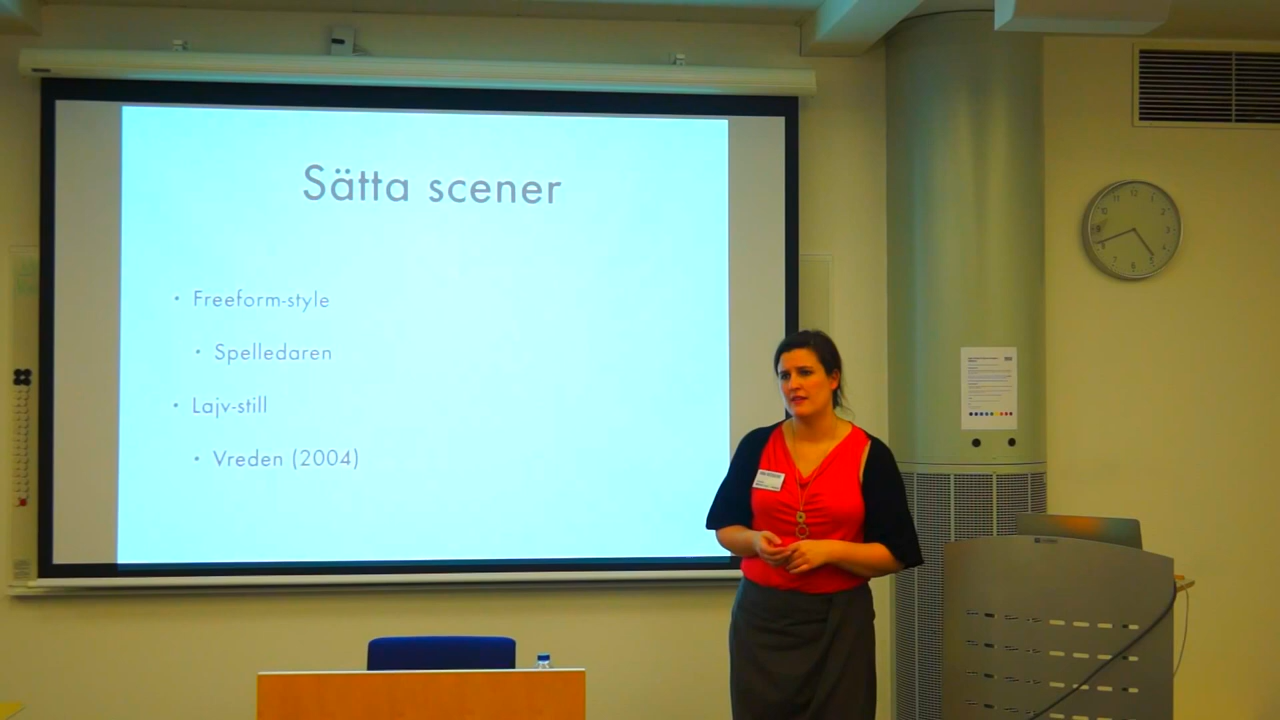 Sätta scener
• Freeform-style
• Spelledaren
• Lajv-still
• Vreden (2004)